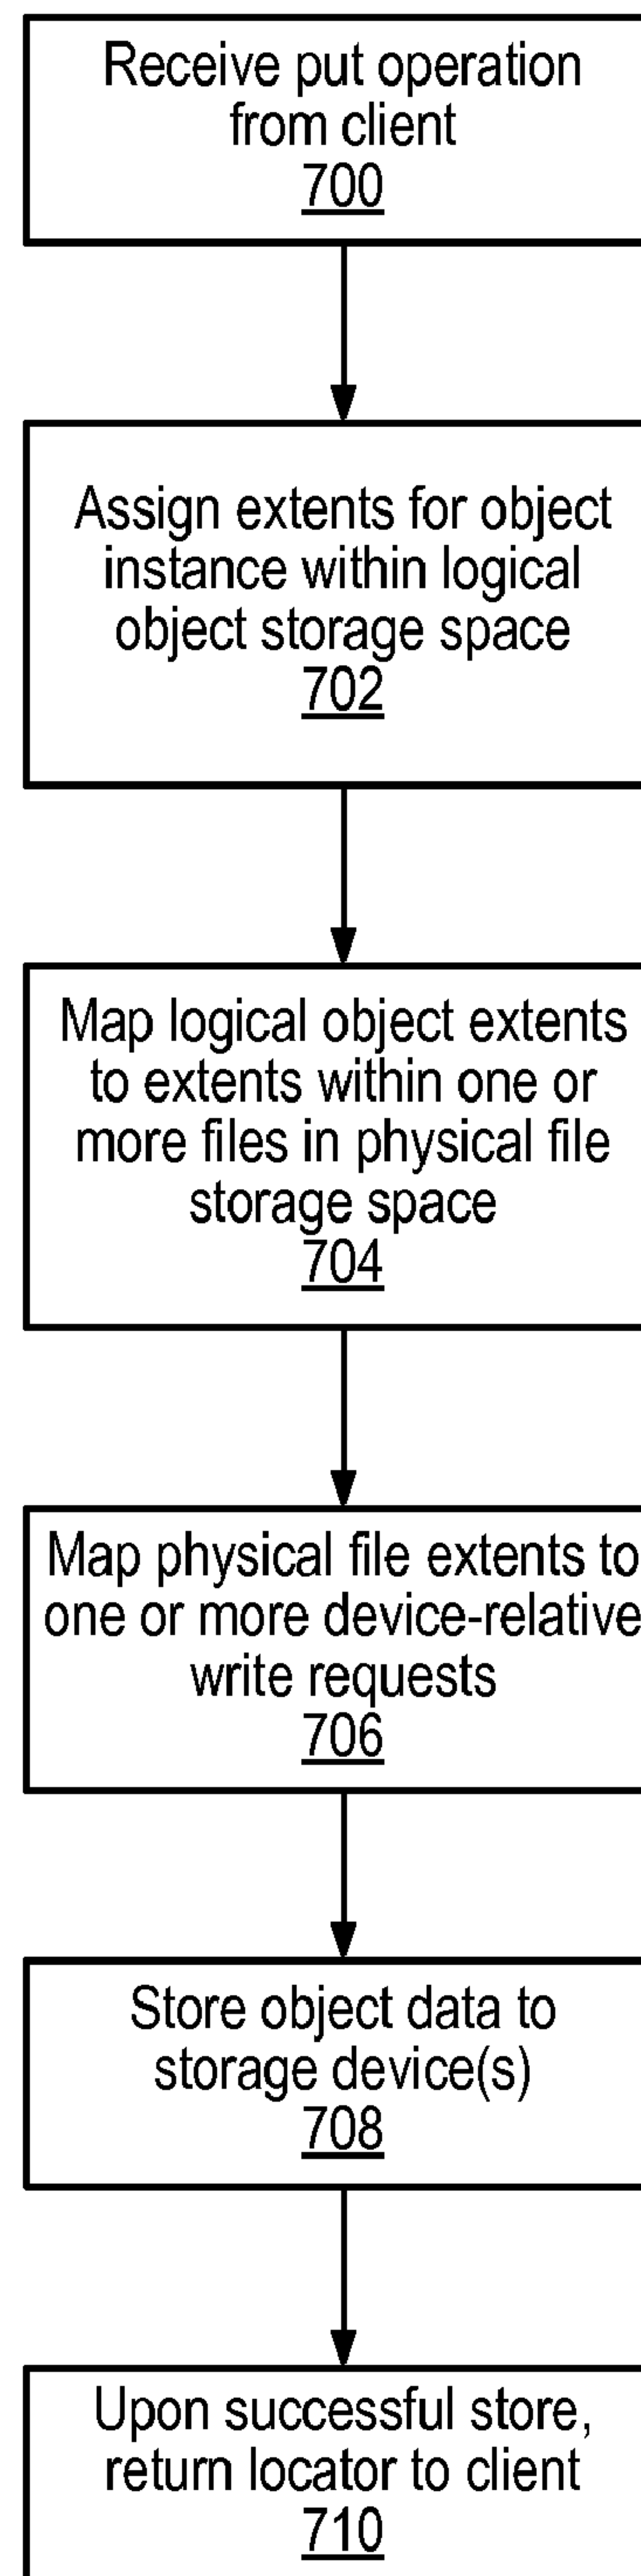 Receive put operation
from client
700
Assign extents for object
instance within logical
object storage space
702
Map logical object extents
to extents within one or
more files in physical file
storage space
704
Map physical file extents to
one or more device-relative
write requests
706
Store object data to
storage device(s)
708
Upon successful store,
return locator to client
710